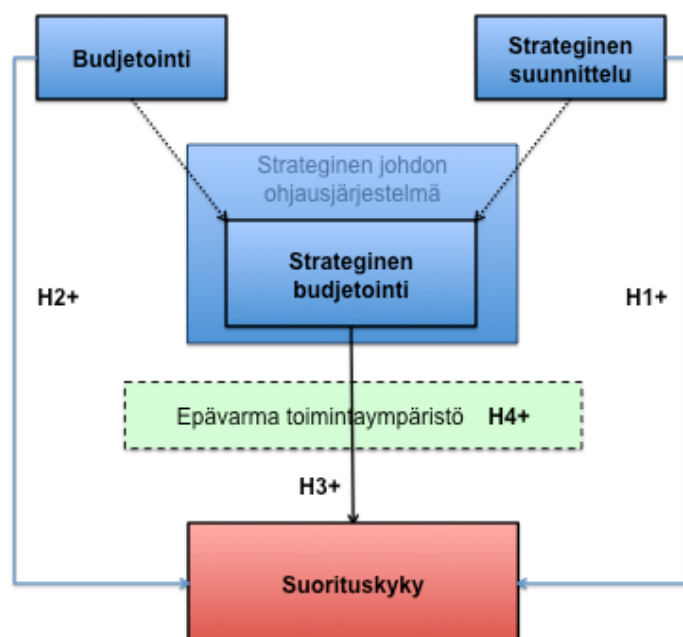 Budjetointi
Strateginen
suunnittelu
Strateginen johdon
ohjausjärjestelmä
Strateginen
budjetointi
H2+
H1+
Epävarma toimintaympäristö H4+
H3+
Suorituskyky